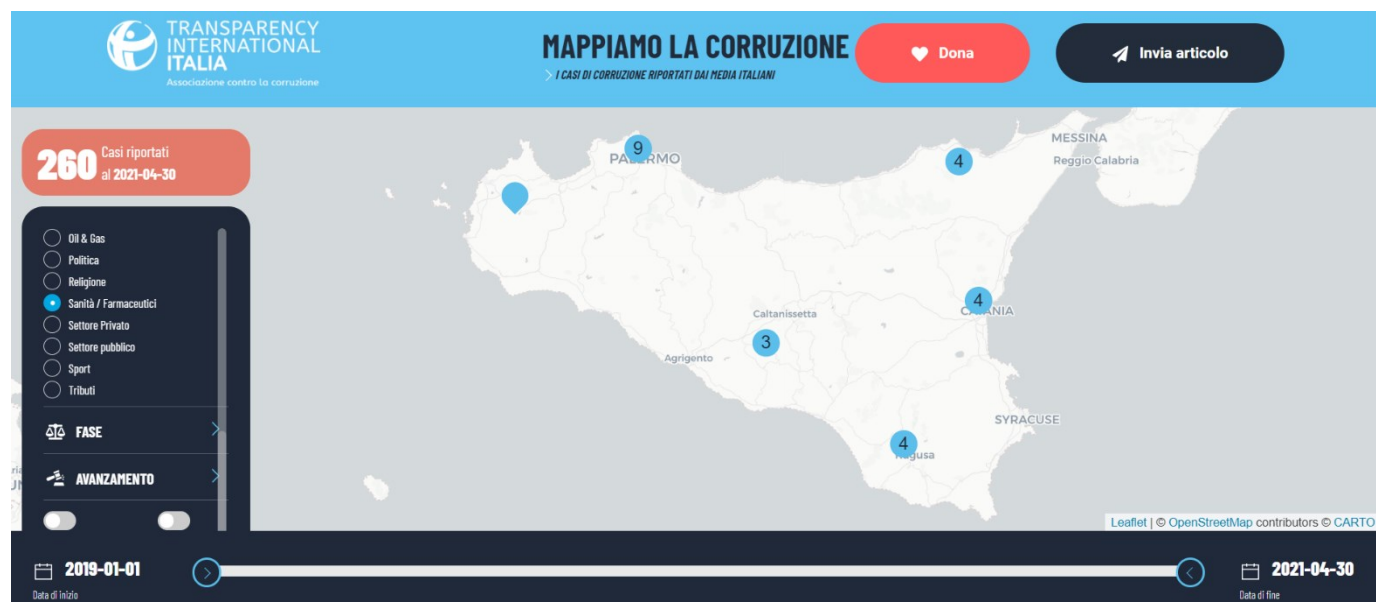 TRANSPARENCY
INTERNATIONAL
ITALIA
Associazione contro la corruzione
MAPPIAMO LA CORRUZIONE
I CASI DI CORRUZIONE RIPORTATI DAI MEDIA ITALIANI
Dona
Invia articolo
260 Casi riportati
al 2021-04-30
Oil & Gas
Politica
Religione
Sanità / Farmaceutici
Settore Privato
Settore pubblico
Sport
Tributi
FASE
AVANZAMENTO
MESSINA
9
PALERMO
4
Reggio Calabria
4
Caltanissetta
3
Agrigento
SYRACUSE
4
Leaflet | © OpenStreetMap contributors © CARTO
2019-01-01
Data di inizio
2021-04-30
Data di fine